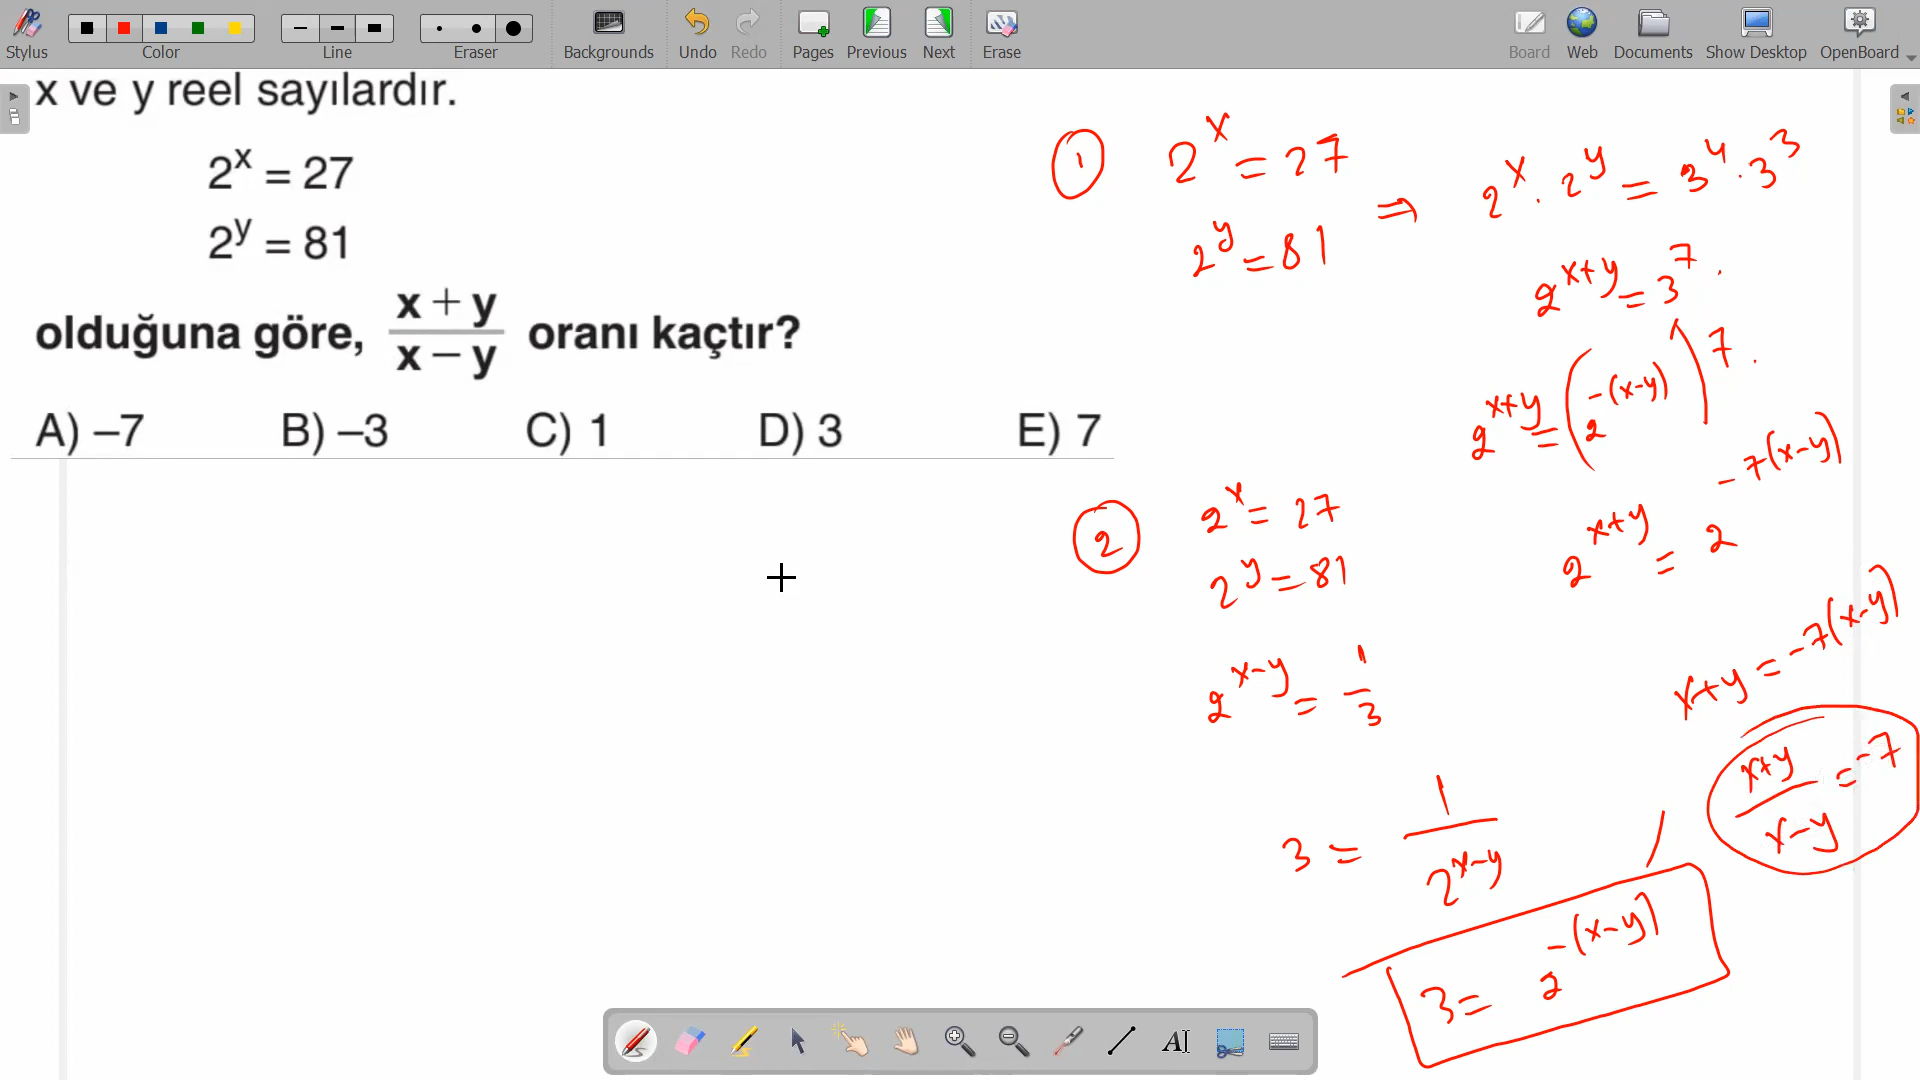 Stylus Color Line Eraser Backgrounds Undo Redo Pages Previous Next Erase Board Web Documents Show Desktop OpenBoard
x ve y reel sayılardır.
2^x = 27
2^y = 81
olduğuna göre, (x + y)/(x − y) oranı kaçtır?
A) –7 B) –3 C) 1 D) 3 E) 7
1
2^x = 27
2^y = 81
⇒ 2^x . 2^y = 3^4 . 3^3
2^(x+y) = 3^7 .
2^(x+y) = (2^(-(x-y)))^7 .
2^(x+y) = 2^(-7(x-y))
x+y = -7(x-y)
(x+y)/(x-y) = -7
2
2^x = 27
2^y = 81
2^(x-y) = 1/3
3 = 1/2^(x-y)
3 = 2^(-(x-y))
AI